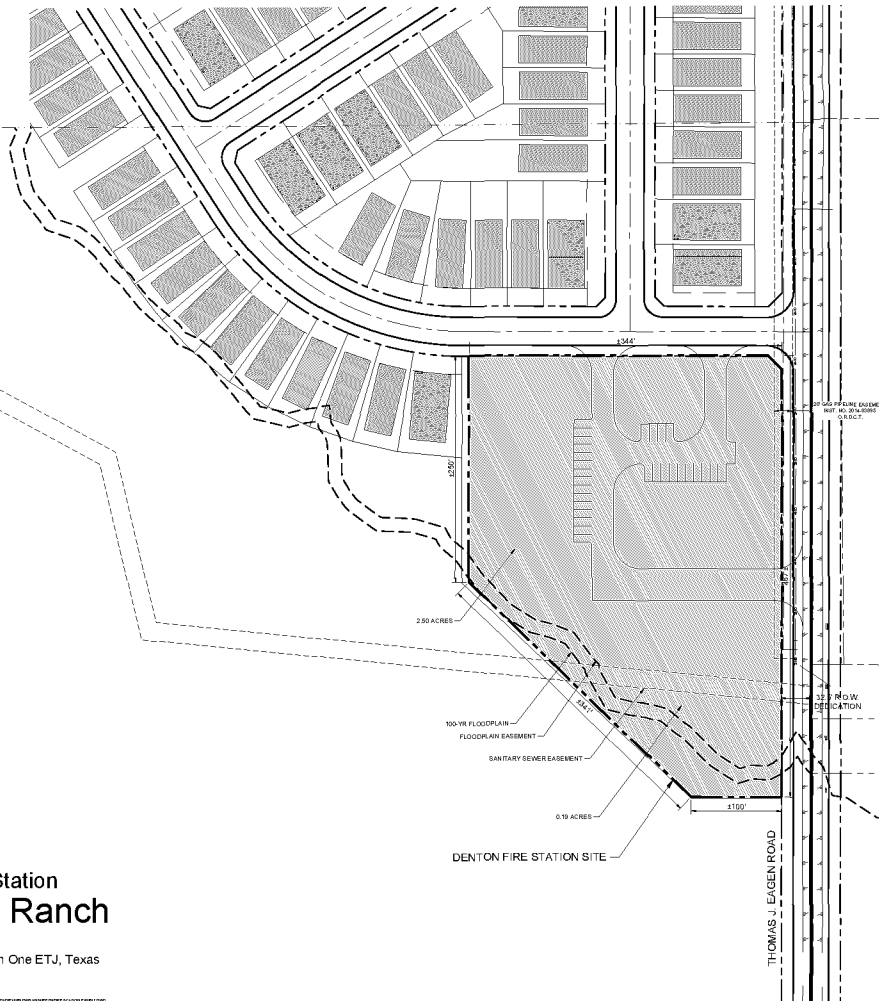 ±344'
20' GAS PIPELINE EASEME
INST. NO. 2014-83893
O.R.D.C.T.
±250'
2.50 ACRES
±341'
32.5' R.O.W.
DEDICATION
100-YR FLOODPLAIN
FLOODPLAIN EASEMENT
SANITARY SEWER EASEMENT
0.19 ACRES
±100'
DENTON FIRE STATION SITE
THOMAS J. EAGEN ROAD
Station
Ranch
n One ETJ, Texas